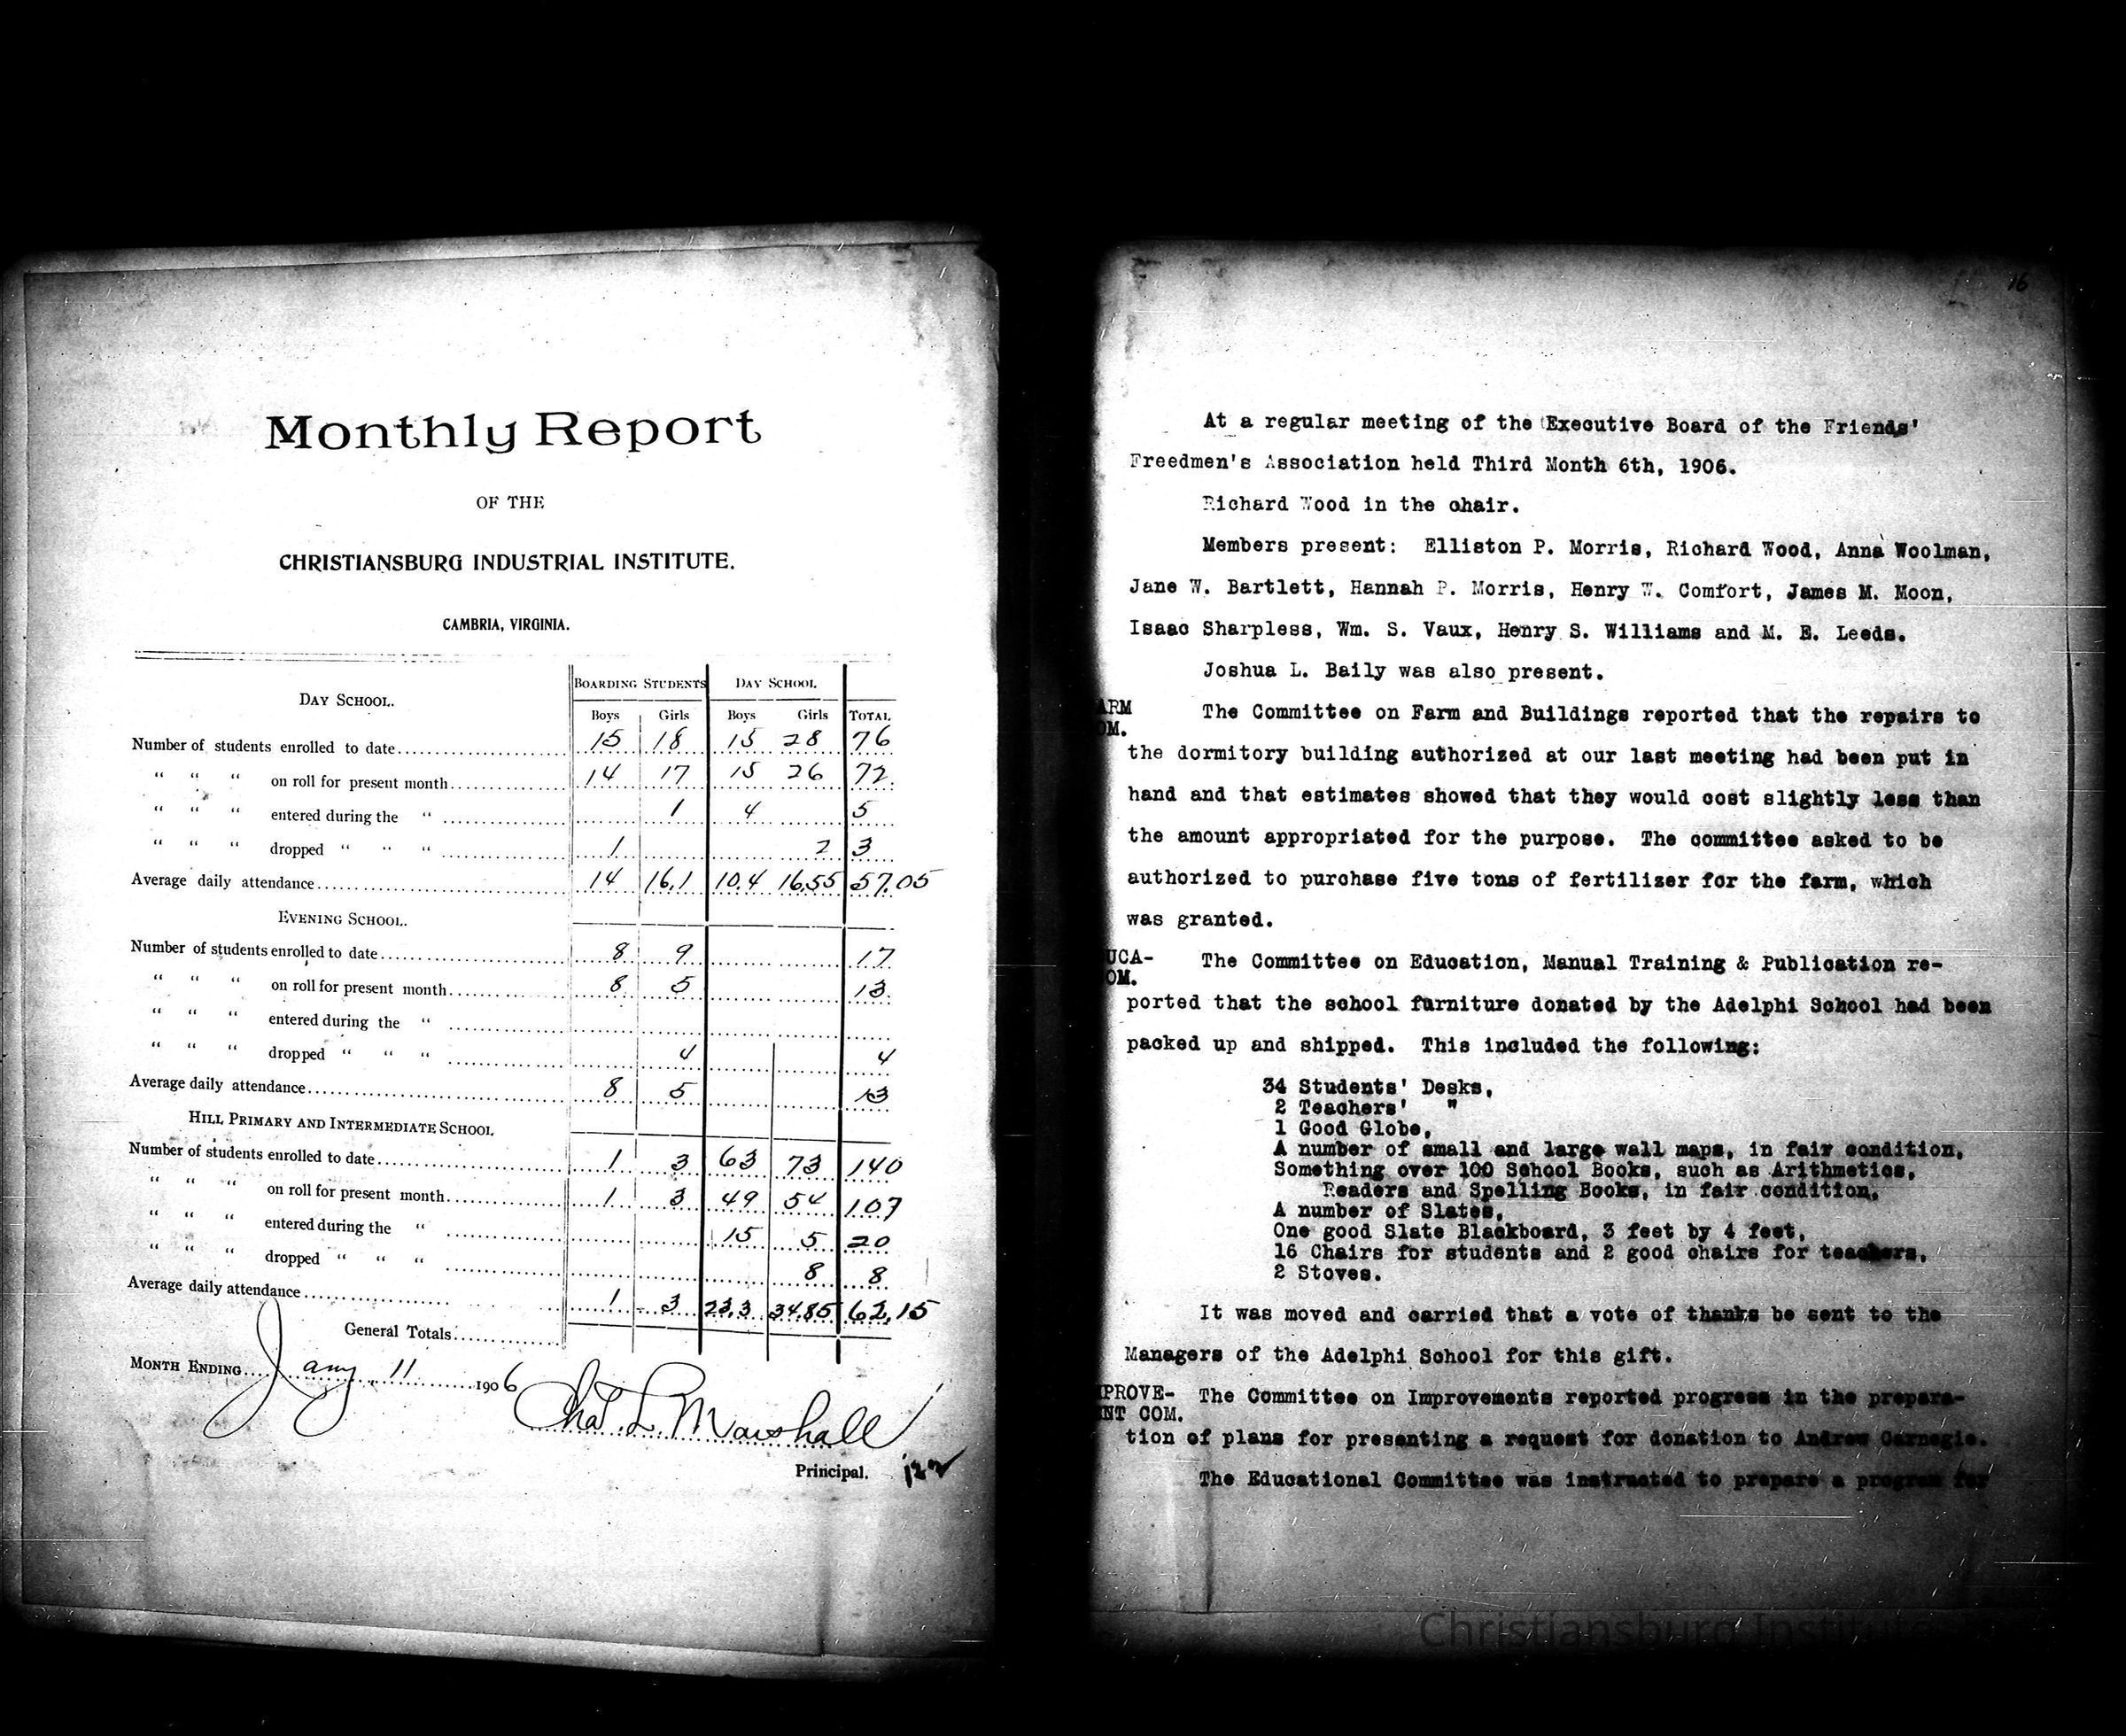 Monthly Report
OF THE
CHRISTIANSBURG INDUSTRIAL INSTITUTE.
CAMBRIA, VIRGINIA.
BOARDING STUDENTS DAY SCHOOL
DAY SCHOOL.
Boys Girls Boys Girls TOTAL
Number of students enrolled to date 15 18 15 28 76
" " " on roll for present month 14 17 15 26 72
" " " entered during the " 1 4 5
" " " dropped " " " 1 2 3
Average daily attendance 14 16,1 10,4 16,55 57,05
EVENING SCHOOL.
Number of students enrolled to date 8 9 17
" " " on roll for present month 8 5 13
" " " entered during the "
" " " dropped " " " 4 4
Average daily attendance 8 5 13
HILL PRIMARY AND INTERMEDIATE SCHOOL
Number of students enrolled to date 1 3 63 73 140
" " " on roll for present month 1 3 49 54 107
" " " entered during the " 15 5 20
" " " dropped " " " 8 8
Average daily attendance 1 3 23,3 34,85 62,15
General Totals
MONTH ENDING Jany 11 1906
Chas. L. Marshall
Principal.
16
At a regular meeting of the Executive Board of the Friends'
Freedmen's Association held Third Month 6th, 1906.
Richard Wood in the chair.
Members present: Elliston P. Morris, Richard Wood, Anna Woolman,
Jane W. Bartlett, Hannah P. Morris, Henry W. Comfort, James M. Moon,
Isaac Sharpless, Wm. S. Vaux, Henry S. Williams and M. E. Leeds.
Joshua L. Baily was also present.
ARM The Committee on Farm and Buildings reported that the repairs to
OM.
the dormitory building authorized at our last meeting had been put in
hand and that estimates showed that they would cost slightly less than
the amount appropriated for the purpose. The committee asked to be
authorized to purchase five tons of fertilizer for the farm, which
was granted.
UCA- The Committee on Education, Manual Training & Publication re-
OM.
ported that the school furniture donated by the Adelphi School had been
packed up and shipped. This included the following:
34 Students' Desks,
2 Teachers' "
1 Good Globe,
A number of small and large wall maps, in fair condition,
Something over 100 School Books, such as Arithmetics,
Readers and Spelling Books, in fair condition,
A number of Slates,
One good Slate Blackboard, 3 feet by 4 feet,
16 Chairs for students and 2 good chairs for teachers,
2 Stoves.
It was moved and carried that a vote of thanks be sent to the
Managers of the Adelphi School for this gift.
PROVE- The Committee on Improvements reported progress in the prepara-
NT COM.
tion of plans for presenting a request for donation to Andrew Carnegie.
The Educational Committee was instructed to prepare a program for
Christiansburg Institute